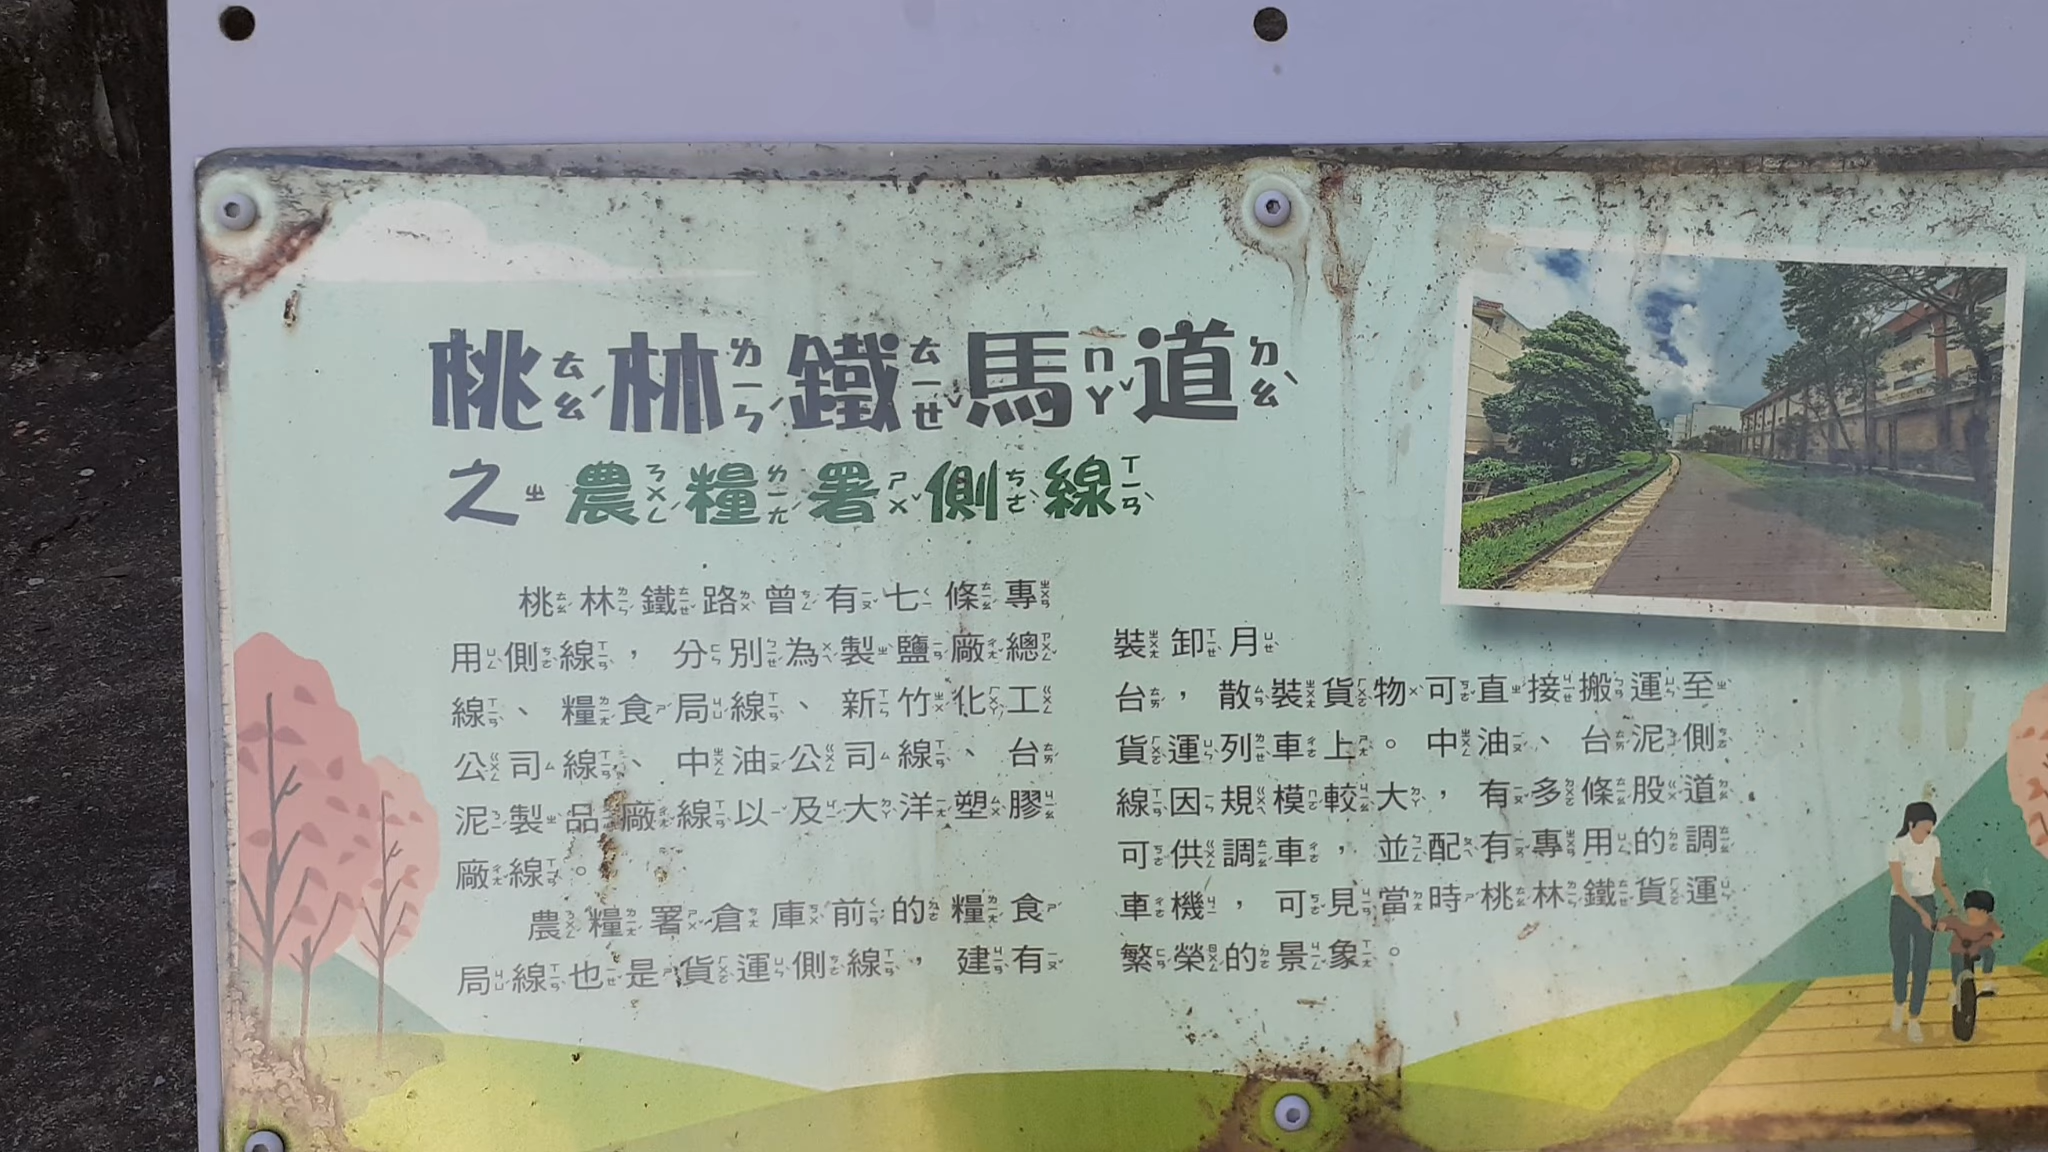 桃林鐵馬道
之農糧署側線
桃林鐵路曾有七條專
用側線，分別為製鹽廠總
線、糧食局線、新竹化工
公司線、中油公司線、台
泥製品廠線以及大洋塑膠
廠線。
農糧署倉庫前的糧食
局線也是貨運側線，建有
裝卸月
台，散裝貨物可直接搬運至
貨運列車上。中油、台泥側
線因規模較大，有多條股道
可供調車，並配有專用的調
車機，可見當時桃林鐵貨運
繁榮的景象。